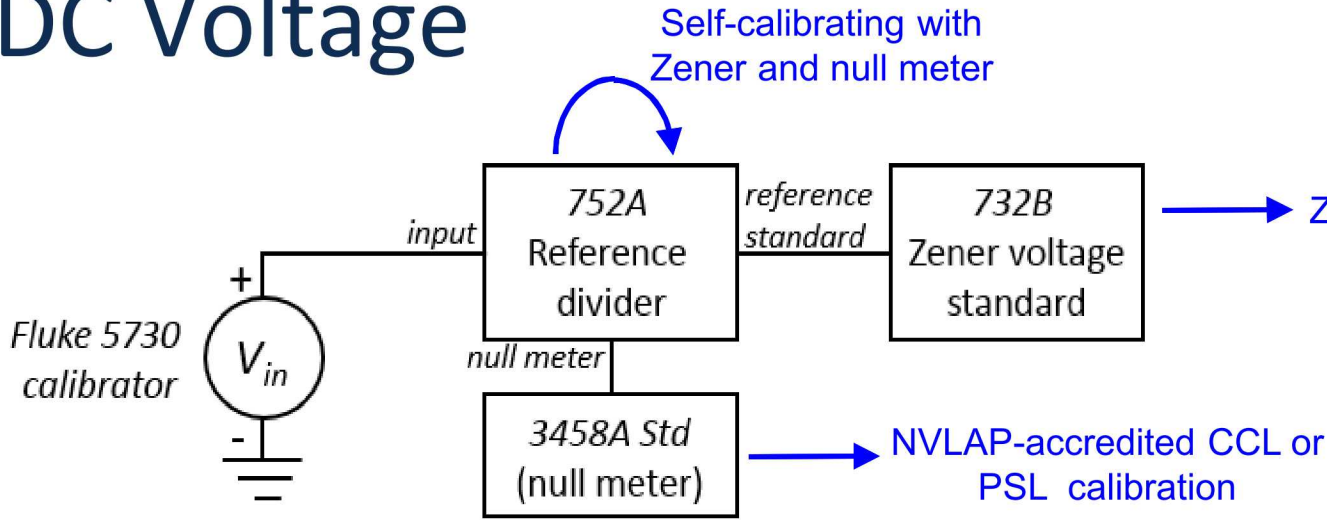 DC Voltage
Self-calibrating with
Zener and null meter
752A
Reference
divider
reference
standard
732B
Zener voltage
standard
Z
input
+
Fluke 5730
calibrator
Vin
-
null meter
3458A Std
(null meter)
NVLAP-accredited CCL or
PSL calibration